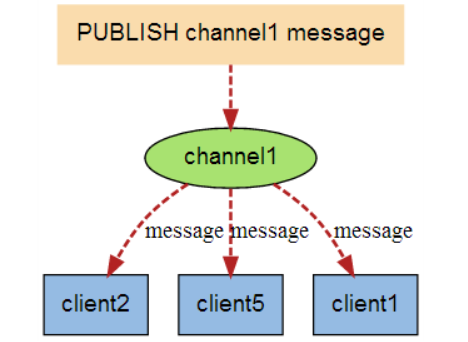 PUBLISH channel1 message
channel1
message message message
client2 client5 client1